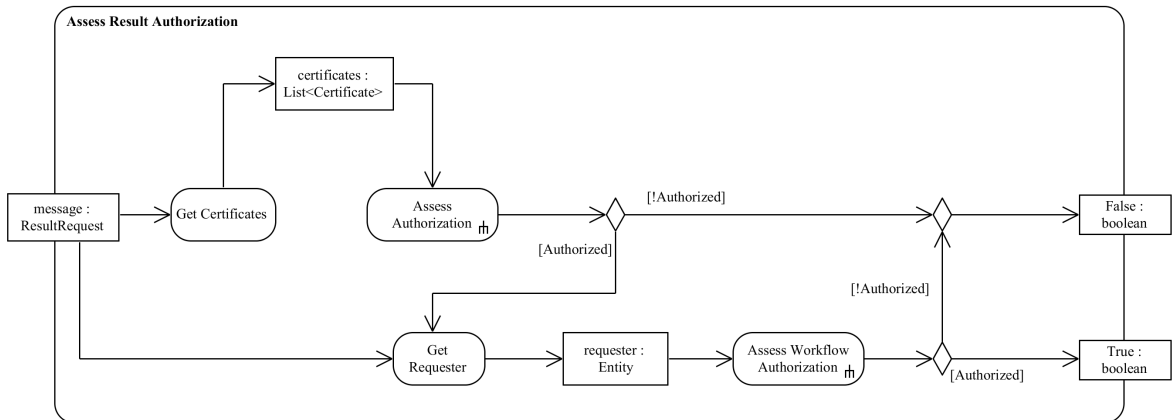 Assess Result Authorization
certificates :
List<Certificate>
message :
ResultRequest
Get Certificates
Assess
Authorization
[!Authorized]
False :
boolean
[Authorized]
[!Authorized]
Get
Requester
requester :
Entity
Assess Workflow
Authorization
True :
boolean
[Authorized]